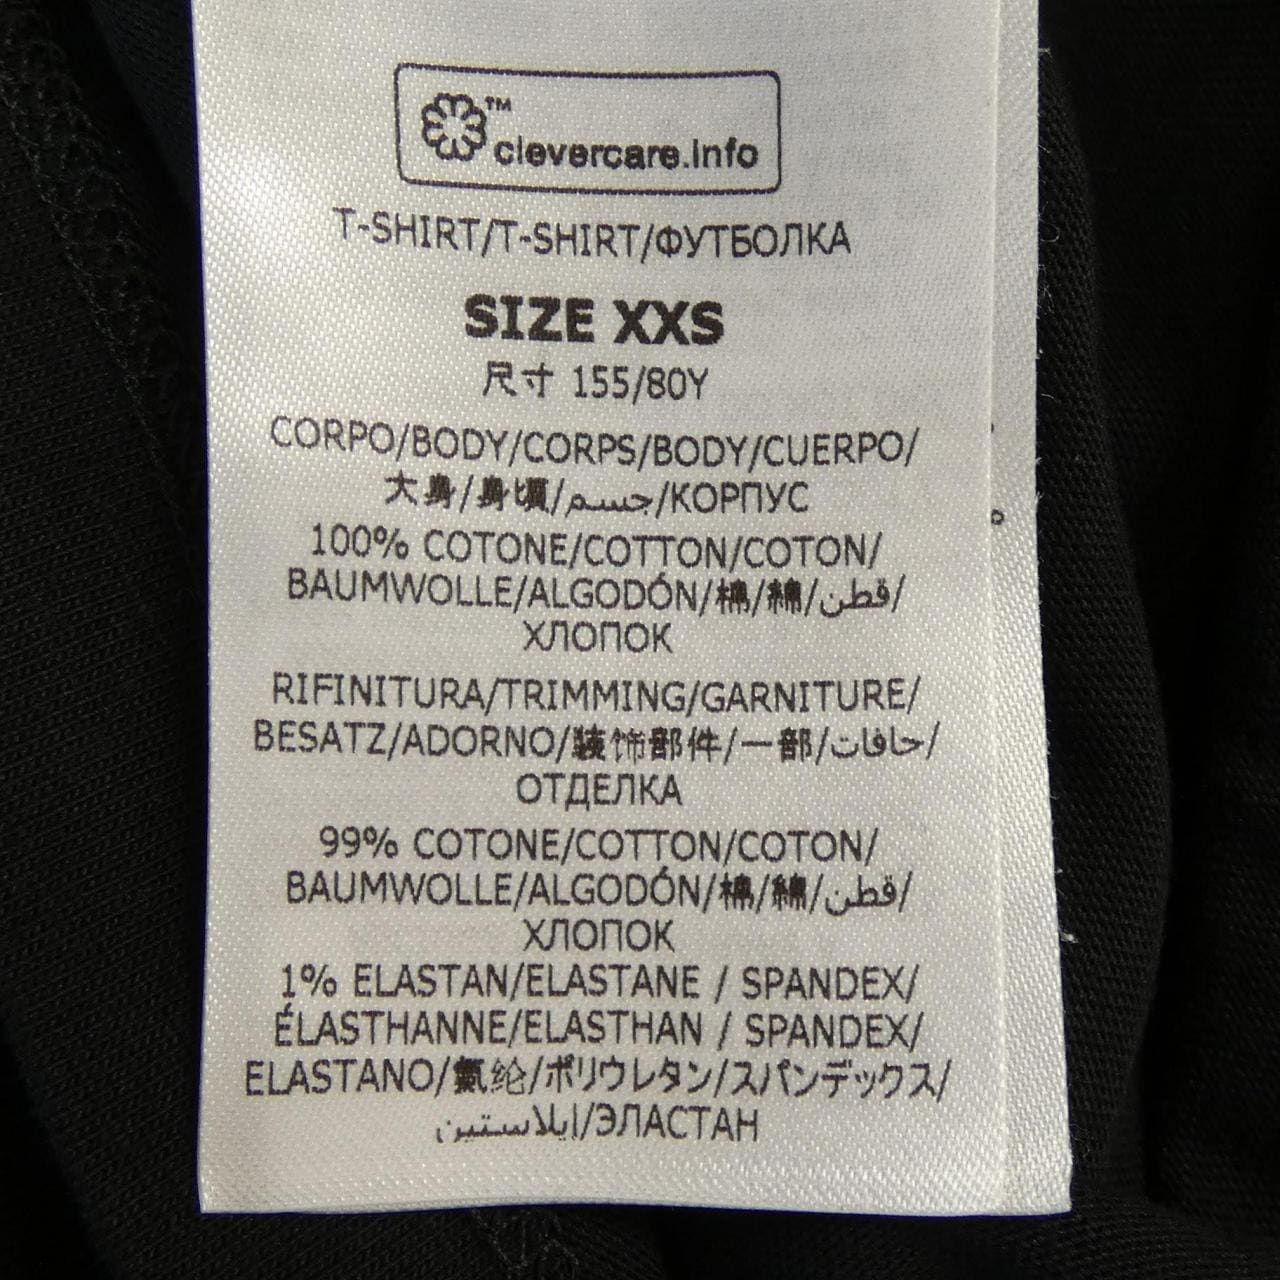 ™
clevercare.info
T-SHIRT/T-SHIRT/ФУТБОЛКА
SIZE XXS
尺寸 155/80Y
CORPO/BODY/CORPS/BODY/CUERPO/
大身/身頃/جسم/КОРПУС
100% COTONE/COTTON/COTON/
BAUMWOLLE/ALGODÓN/棉/綿/قطن/
ХЛОПОК
RIFINITURA/TRIMMING/GARNITURE/
BESATZ/ADORNO/装饰部件/一部/حافات/
ОТДЕЛКА
99% COTONE/COTTON/COTON/
BAUMWOLLE/ALGODÓN/棉/綿/قطن/
ХЛОПОК
1% ELASTAN/ELASTANE / SPANDEX/
ÉLASTHANNE/ELASTHAN / SPANDEX/
ELASTANO/氨纶/ポリウレタン/スパンデックス/
إيلاستين/ЭЛАСТАН